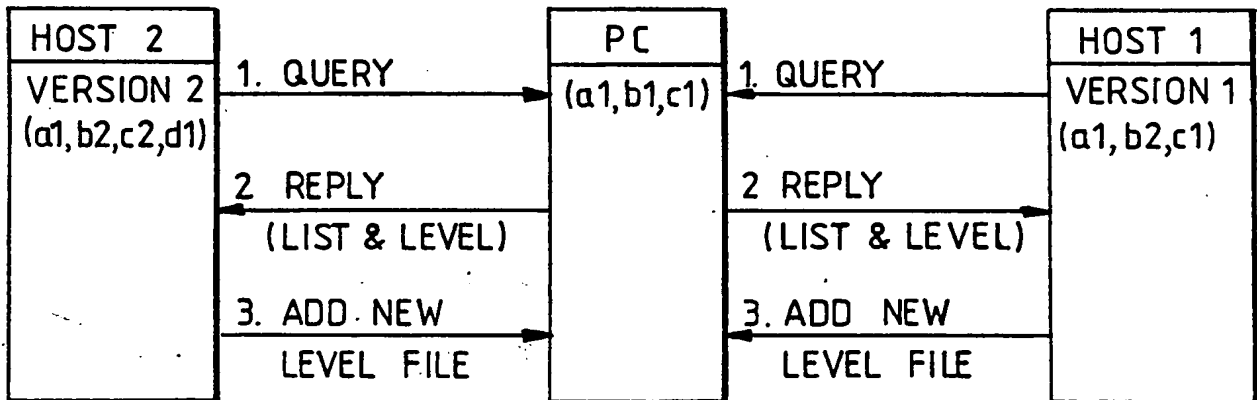 HOST 2
VERSION 2
(a1,b2,c2,d1)
1. QUERY
2 REPLY
(LIST & LEVEL)
3. ADD NEW
LEVEL FILE
PC
(a1,b1,c1)
1. QUERY
2 REPLY
(LIST & LEVEL)
3. ADD NEW
LEVEL FILE
HOST 1
VERSION 1
(a1,b2,c1)